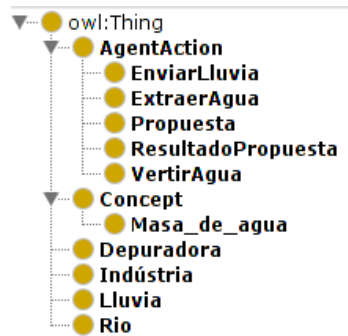 owl:Thing
AgentAction
EnviarLluvia
ExtraerAgua
Propuesta
ResultadoPropuesta
VertirAgua
Concept
Masa_de_agua
Depuradora
Indústria
Lluvia
Rio